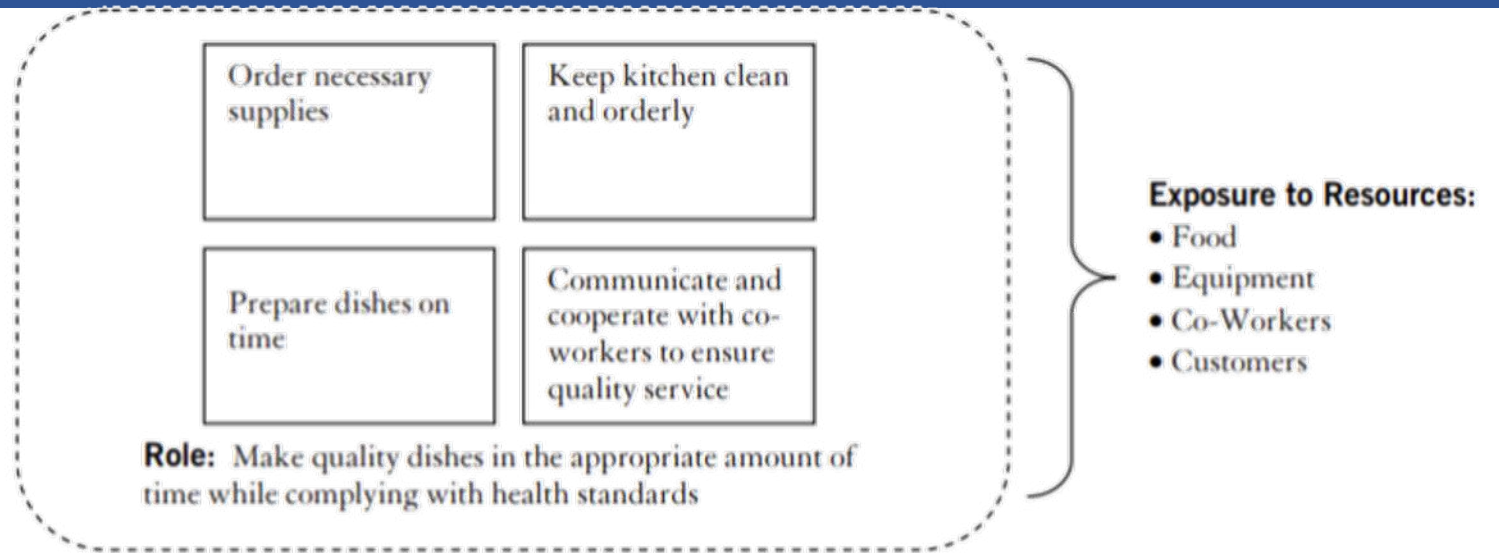 Order necessary
supplies
Keep kitchen clean
and orderly
Prepare dishes on
time
Communicate and
cooperate with co-
workers to ensure
quality service
Role: Make quality dishes in the appropriate amount of
time while complying with health standards
Exposure to Resources:
• Food
• Equipment
• Co-Workers
• Customers